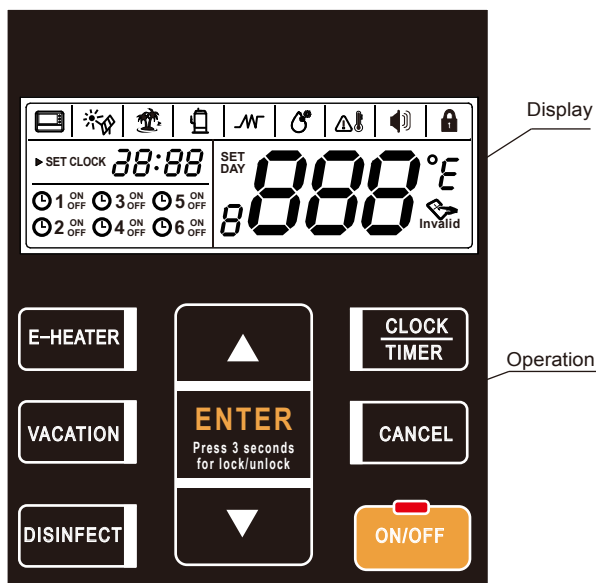 Display
▶ SET CLOCK 88:88
SET
DAY
8
888
°E
Invalid
1 ON OFF 3 ON OFF 5 ON OFF
2 ON OFF 4 ON OFF 6 ON OFF
Operation
E-HEATER
CLOCK
TIMER
VACATION
ENTER
Press 3 seconds
for lock/unlock
CANCEL
DISINFECT
ON/OFF